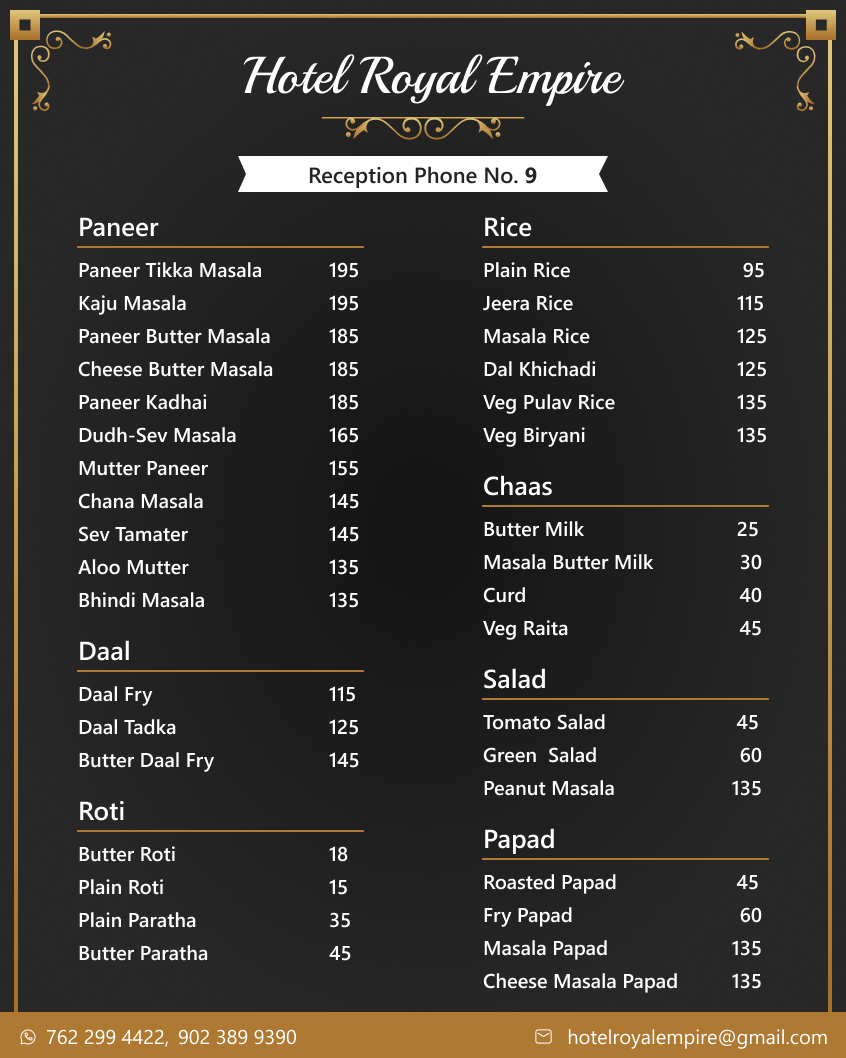 Hotel Royal Empire
Reception Phone No. 9
Paneer
Paneer Tikka Masala 195
Kaju Masala 195
Paneer Butter Masala 185
Cheese Butter Masala 185
Paneer Kadhai 185
Dudh-Sev Masala 165
Mutter Paneer 155
Chana Masala 145
Sev Tamater 145
Aloo Mutter 135
Bhindi Masala 135
Daal
Daal Fry 115
Daal Tadka 125
Butter Daal Fry 145
Roti
Butter Roti 18
Plain Roti 15
Plain Paratha 35
Butter Paratha 45
Rice
Plain Rice 95
Jeera Rice 115
Masala Rice 125
Dal Khichadi 125
Veg Pulav Rice 135
Veg Biryani 135
Chaas
Butter Milk 25
Masala Butter Milk 30
Curd 40
Veg Raita 45
Salad
Tomato Salad 45
Green  Salad 60
Peanut Masala 135
Papad
Roasted Papad 45
Fry Papad 60
Masala Papad 135
Cheese Masala Papad 135
762 299 4422, 902 389 9390
hotelroyalempire@gmail.com